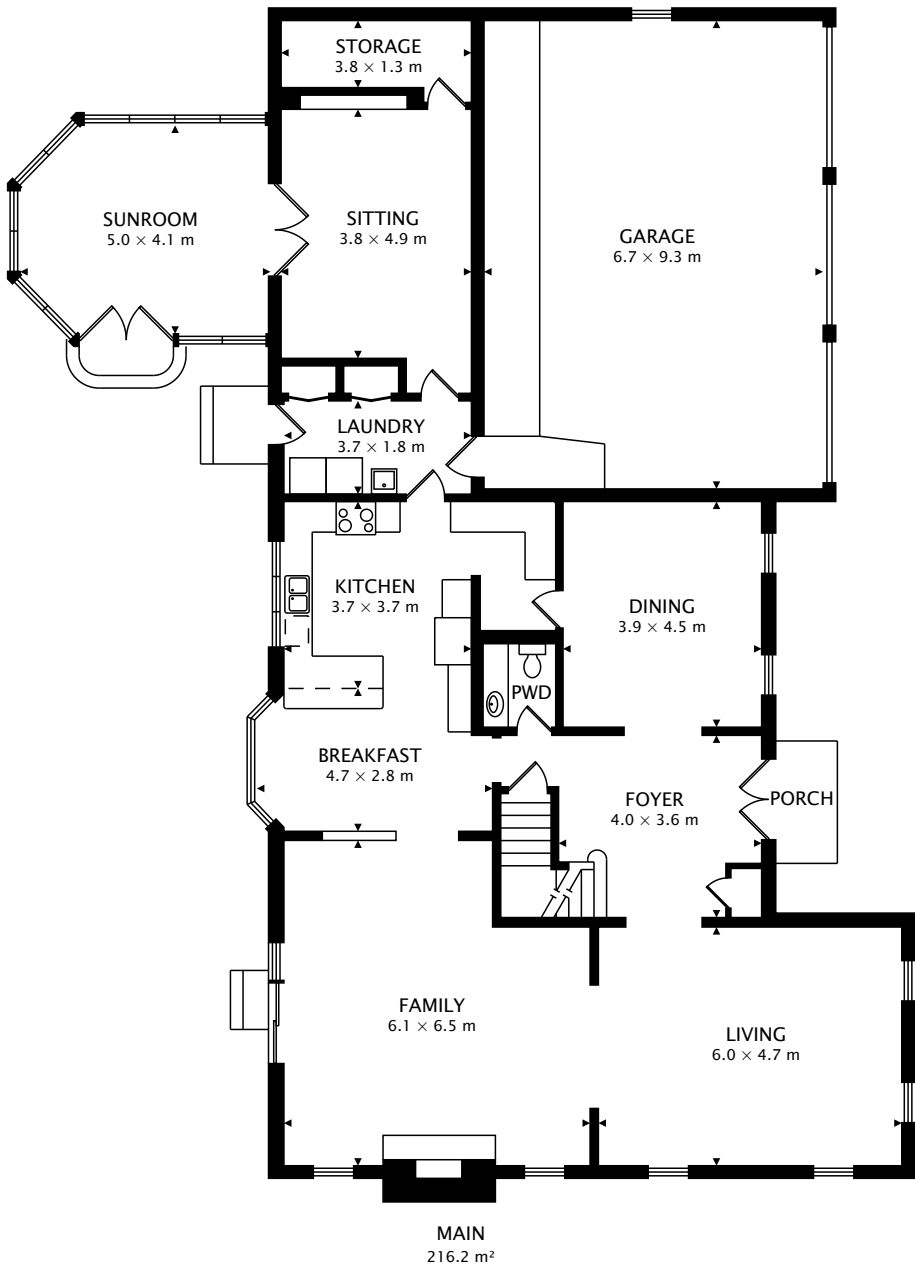 STORAGE
3.8 × 1.3 m
SUNROOM
5.0 × 4.1 m
SITTING
3.8 × 4.9 m
GARAGE
6.7 × 9.3 m
LAUNDRY
3.7 × 1.8 m
KITCHEN
3.7 × 3.7 m
DINING
3.9 × 4.5 m
PWD
BREAKFAST
4.7 × 2.8 m
FOYER
4.0 × 3.6 m
PORCH
FAMILY
6.1 × 6.5 m
LIVING
6.0 × 4.7 m
MAIN
216.2 m²